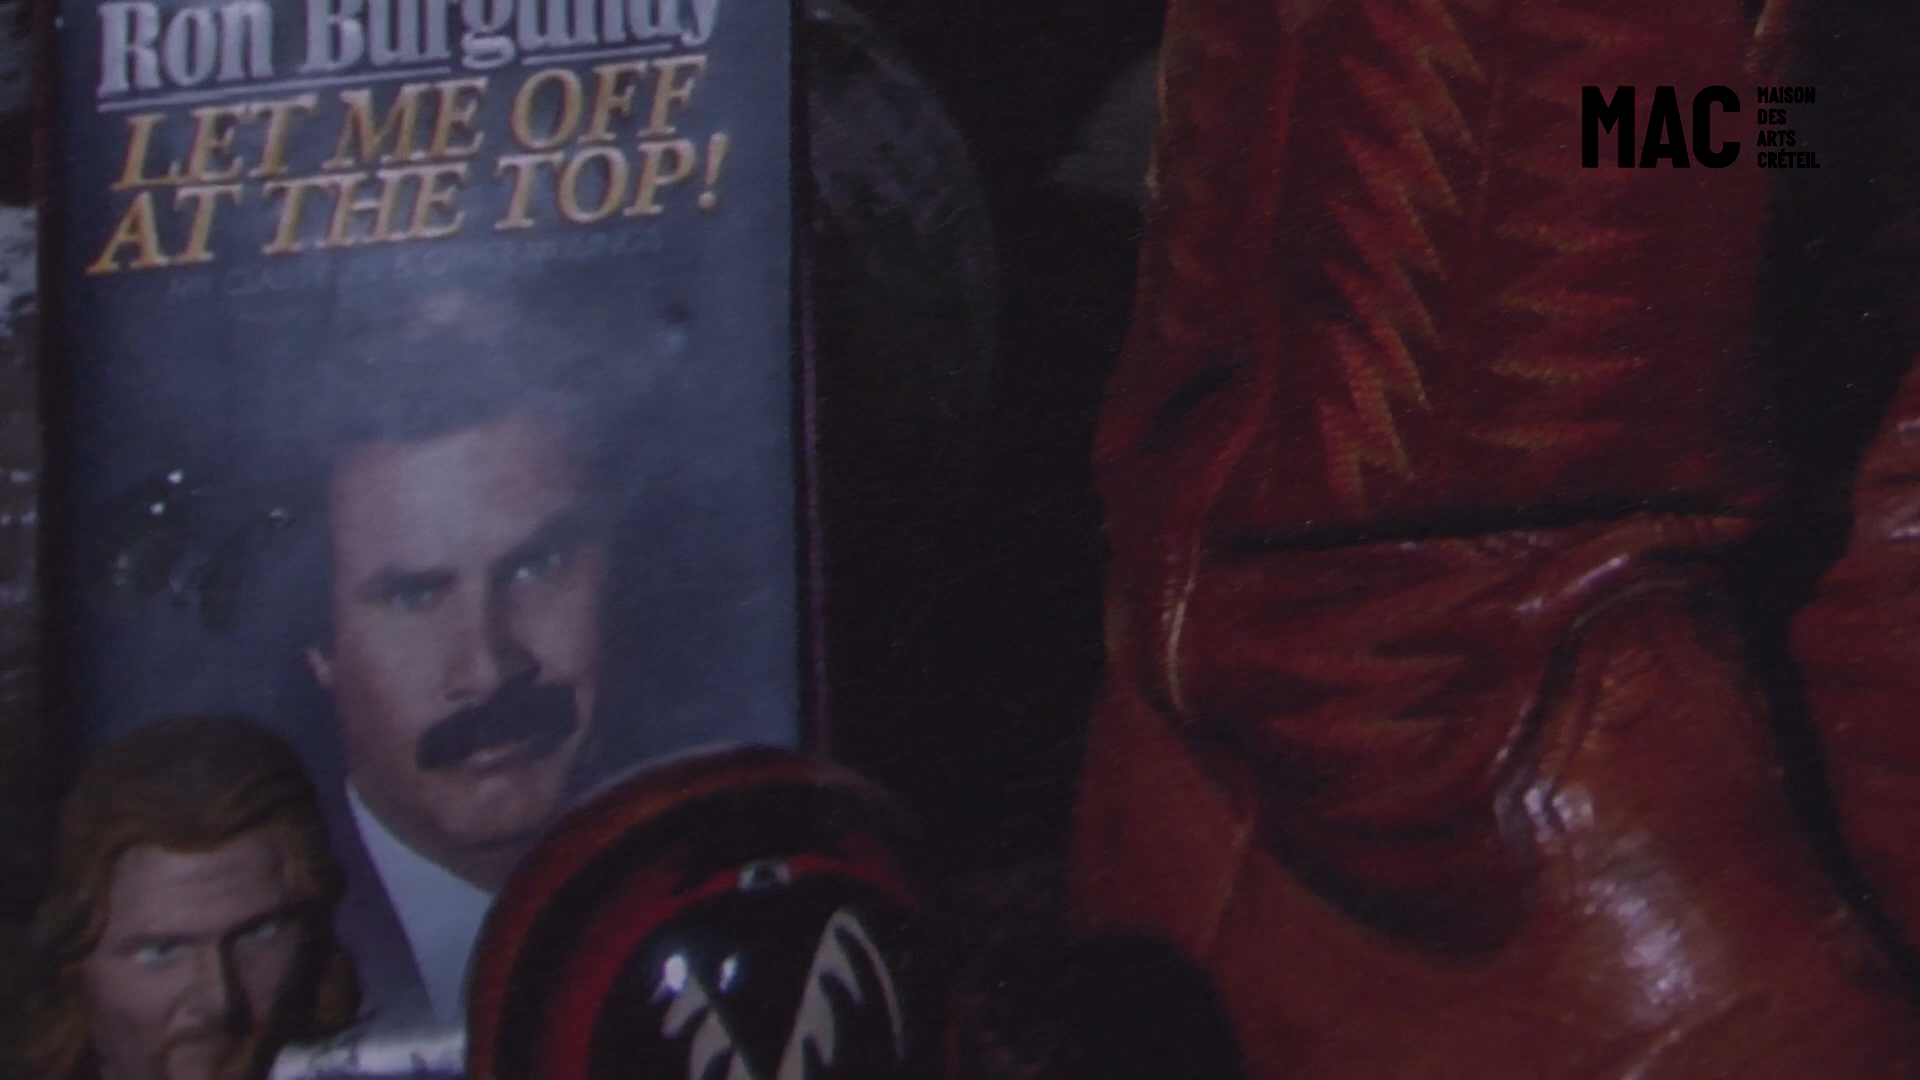 Ron Burgundy
LET ME OFF
AT THE TOP!
MAC
MAISON
DES
ARTS
CRÉTEIL